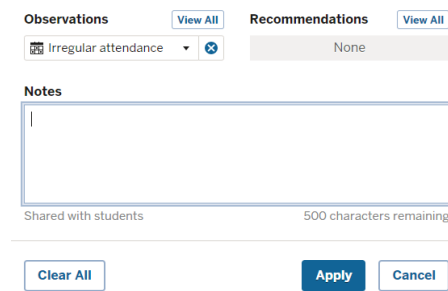 Observations View All Recommendations View All
Irregular attendance None
Notes
Shared with students 500 characters remaining
Clear All Apply Cancel